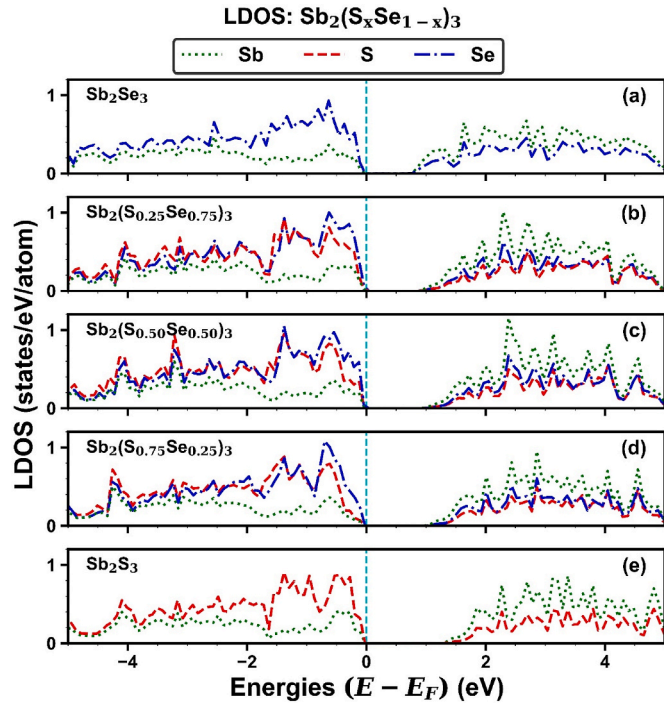 LDOS: Sb₂(SₓSe₁₋ₓ)₃
Sb S Se
Sb₂Se₃ (a)
1
0
Sb₂(S₀.₂₅Se₀.₇₅)₃ (b)
1
0
Sb₂(S₀.₅₀Se₀.₅₀)₃ (c)
1
0
Sb₂(S₀.₇₅Se₀.₂₅)₃ (d)
1
0
Sb₂S₃ (e)
1
0
LDOS (states/eV/atom)
−4 −2 0 2 4
Energies (E − E_F) (eV)